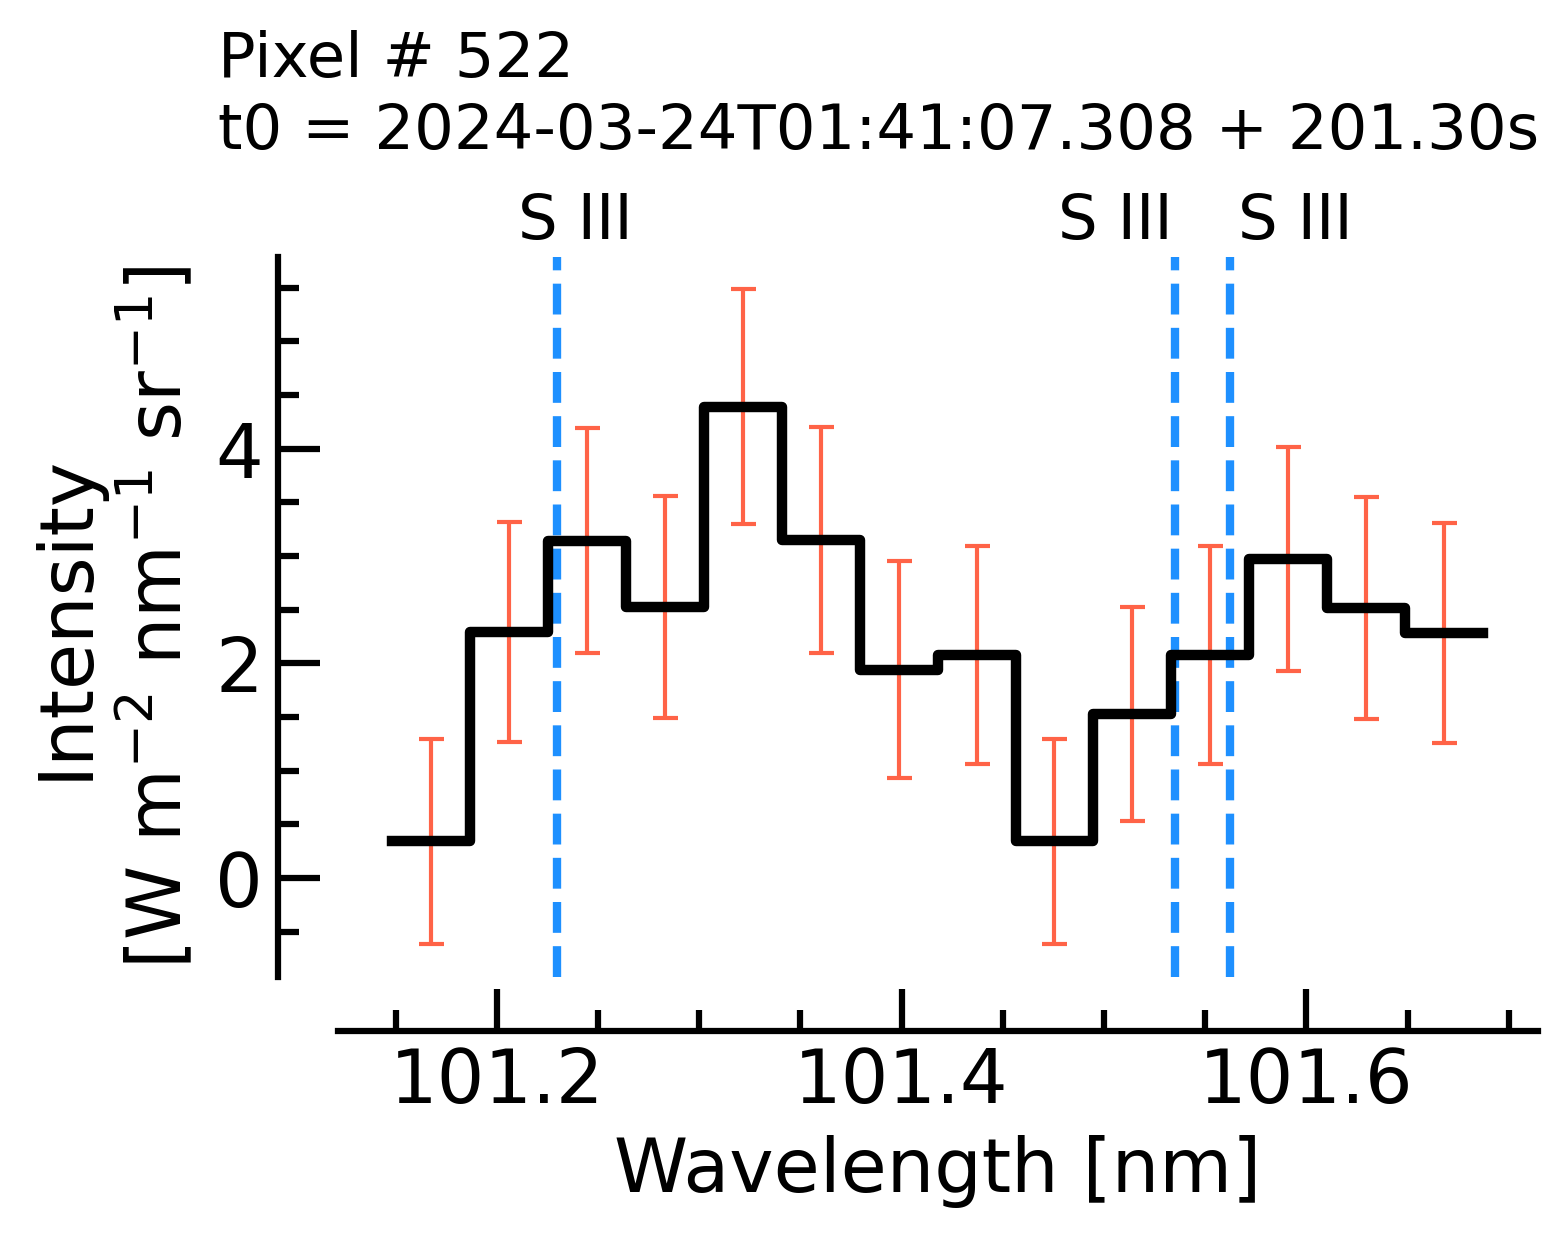 Pixel # 522
t0 = 2024-03-24T01:41:07.308 + 201.30s
S III S III S III
Intensity
[W m⁻² nm⁻¹ sr⁻¹]
4
2
0
101.2 101.4 101.6
Wavelength [nm]